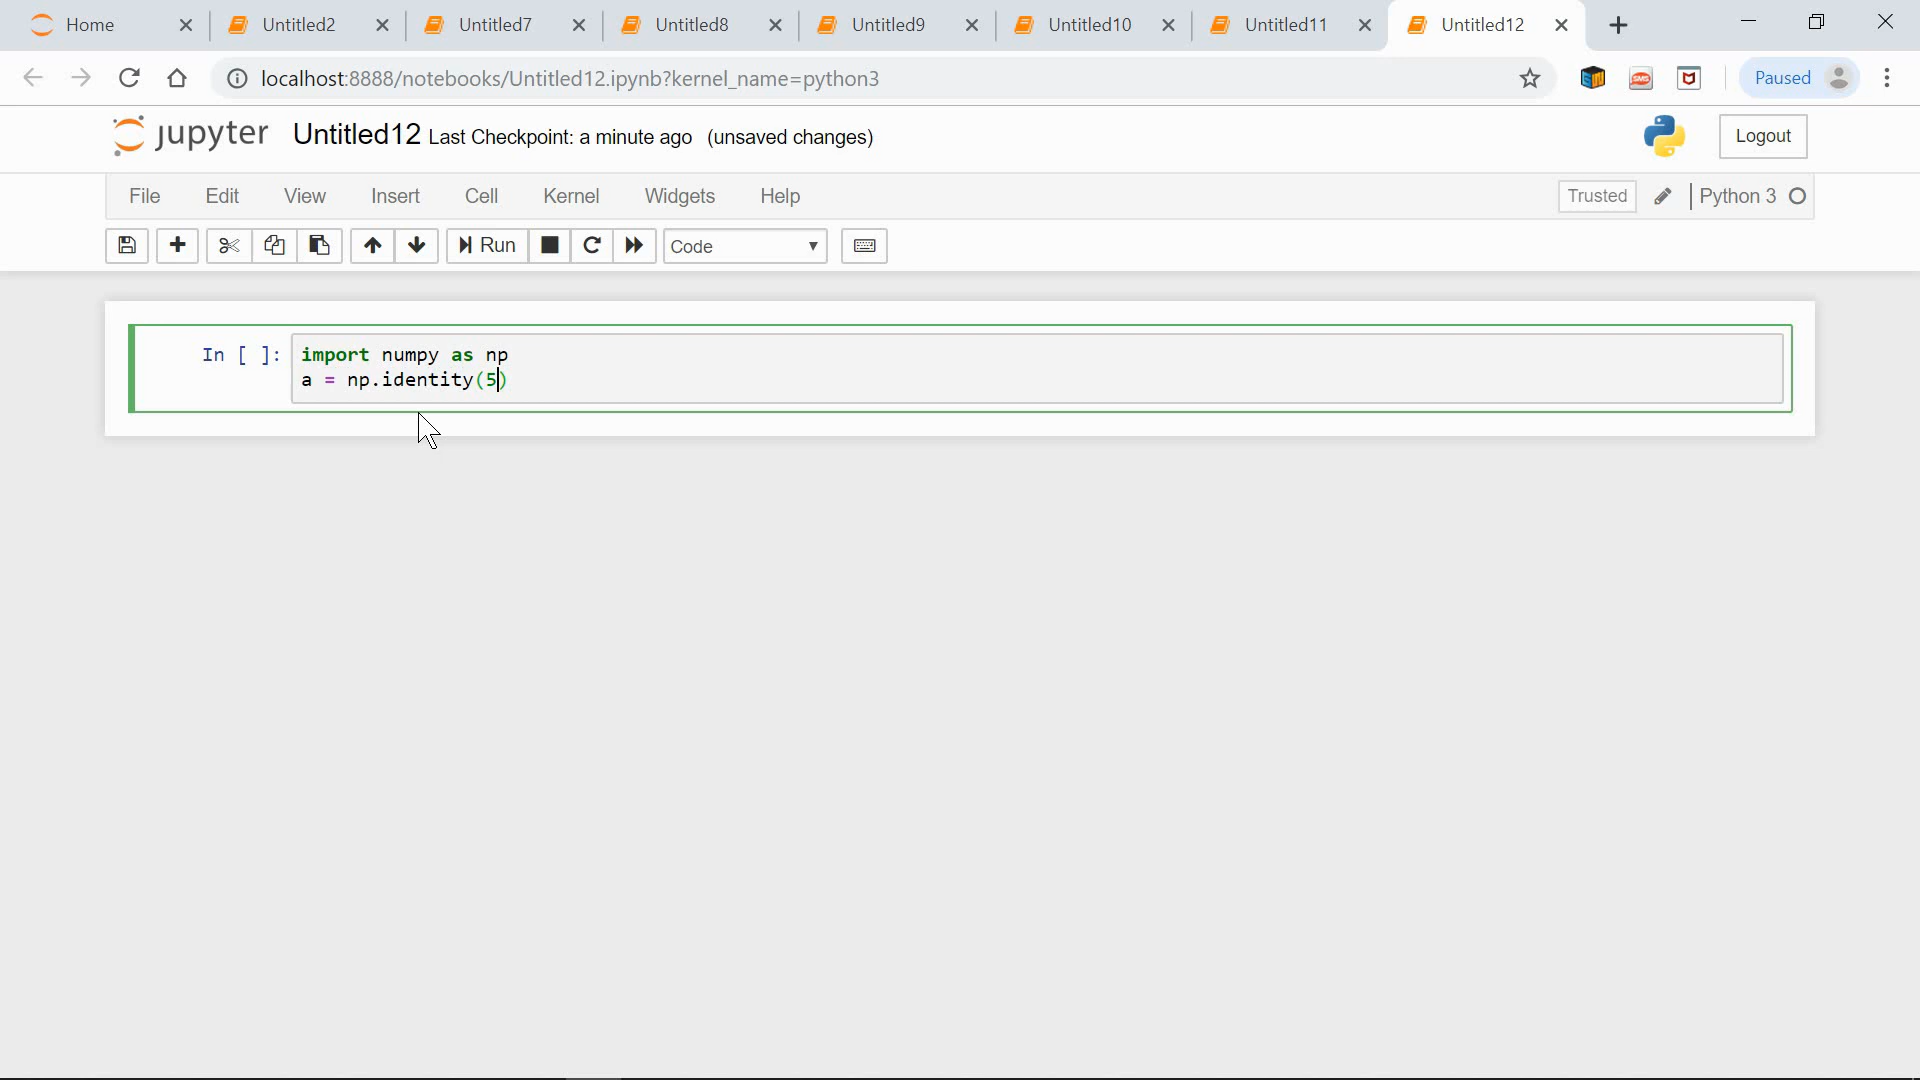 Home Untitled2 Untitled7 Untitled8 Untitled9 Untitled10 Untitled11 Untitled12
localhost:8888/notebooks/Untitled12.ipynb?kernel_name=python3 SMS Paused
jupyter Untitled12 Last Checkpoint: a minute ago (unsaved changes) Logout
File Edit View Insert Cell Kernel Widgets Help Trusted Python 3
Run Code
In [ ]: import numpy as np
a = np.identity(5)